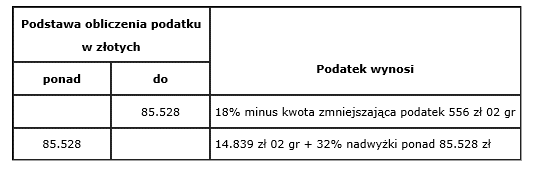 Podstawa obliczenia podatku
w złotych
Podatek wynosi
ponad do
85.528 18% minus kwota zmniejszająca podatek 556 zł 02 gr
85.528 14.839 zł 02 gr + 32% nadwyżki ponad 85.528 zł